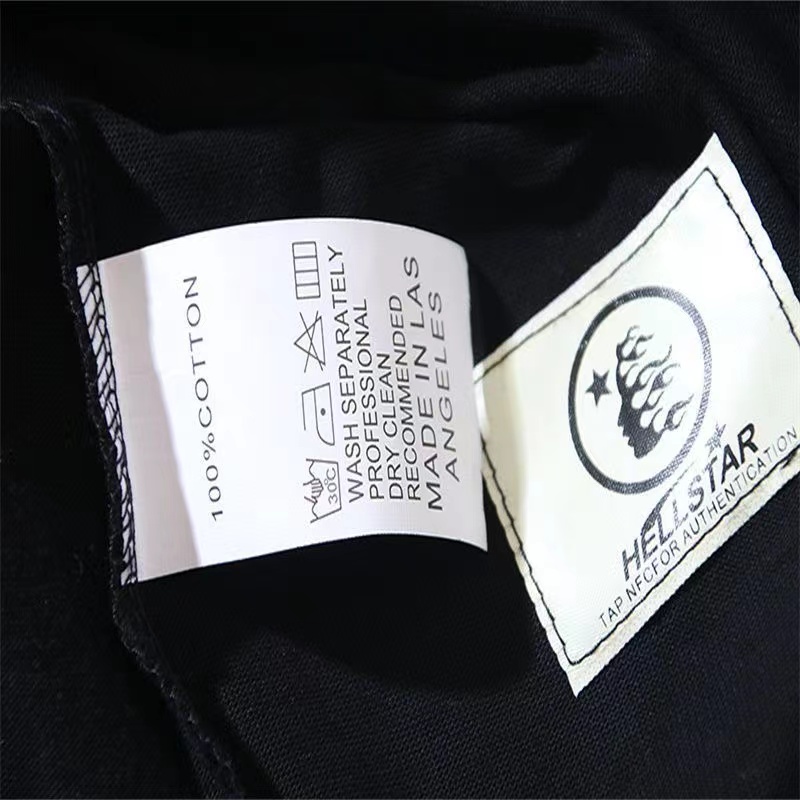 100%COTTON
30°C
WASH SEPARATELY
PROFESSIONAL
DRY CLEAN
RECOMMENDED
MADE IN LAS
ANGELES
HELLSTAR
TAP NFCFOR AUTHENTICATION